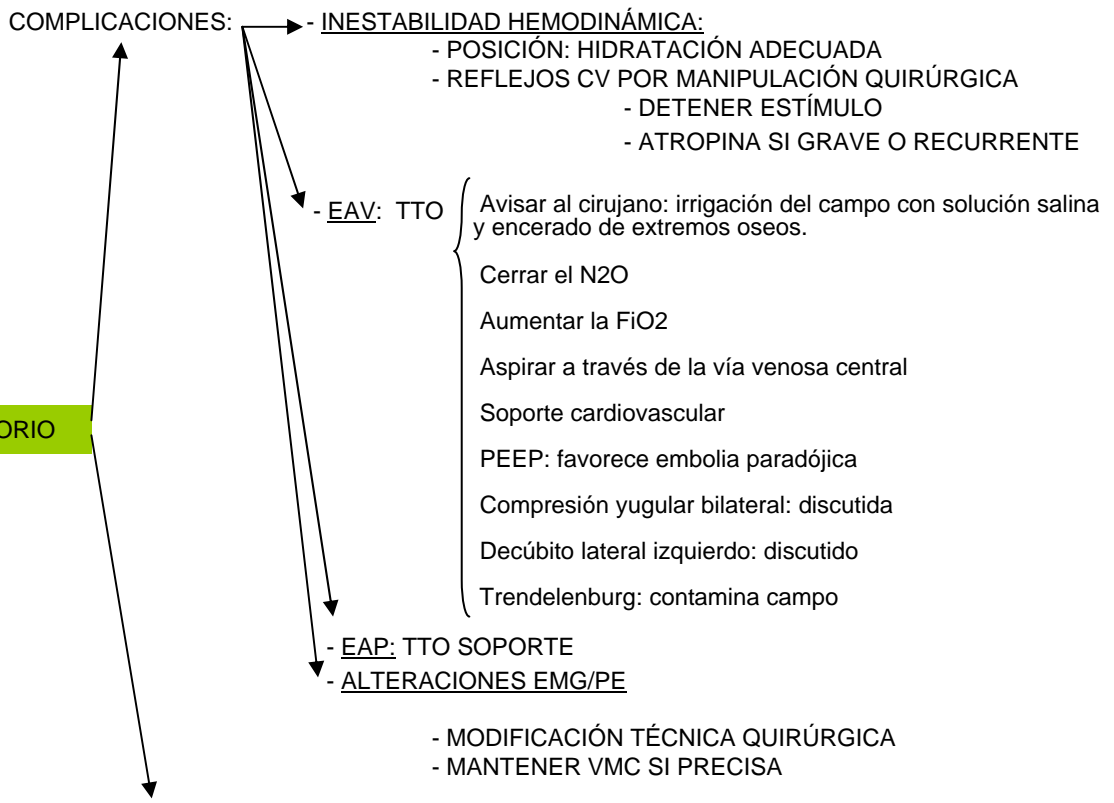 COMPLICACIONES:
- INESTABILIDAD HEMODINÁMICA:
- POSICIÓN: HIDRATACIÓN ADECUADA
- REFLEJOS CV POR MANIPULACIÓN QUIRÚRGICA
- DETENER ESTÍMULO
- ATROPINA SI GRAVE O RECURRENTE
- EAV: TTO
Avisar al cirujano: irrigación del campo con solución salina
y encerado de extremos oseos.
Cerrar el N2O
Aumentar la FiO2
Aspirar a través de la vía venosa central
ORIO
Soporte cardiovascular
PEEP: favorece embolia paradójica
Compresión yugular bilateral: discutida
Decúbito lateral izquierdo: discutido
Trendelenburg: contamina campo
- EAP: TTO SOPORTE
- ALTERACIONES EMG/PE
- MODIFICACIÓN TÉCNICA QUIRÚRGICA
- MANTENER VMC SI PRECISA